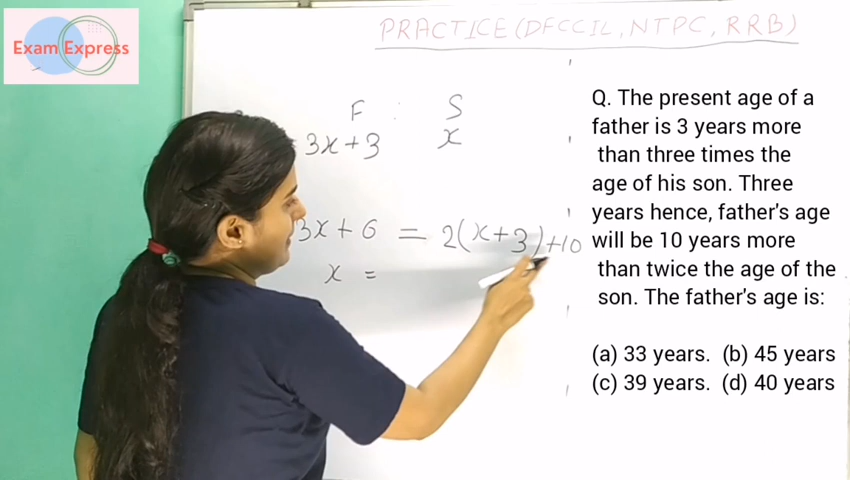 Exam Express
PRACTICE(DFCCIL, NTPC, RRB)
F : S
3x+3 x
3x+6 = 2(x+3)+10
x =
Q. The present age of a
father is 3 years more
than three times the
age of his son. Three
years hence, father's age
will be 10 years more
than twice the age of the
son. The father's age is:
(a) 33 years. (b) 45 years
(c) 39 years. (d) 40 years